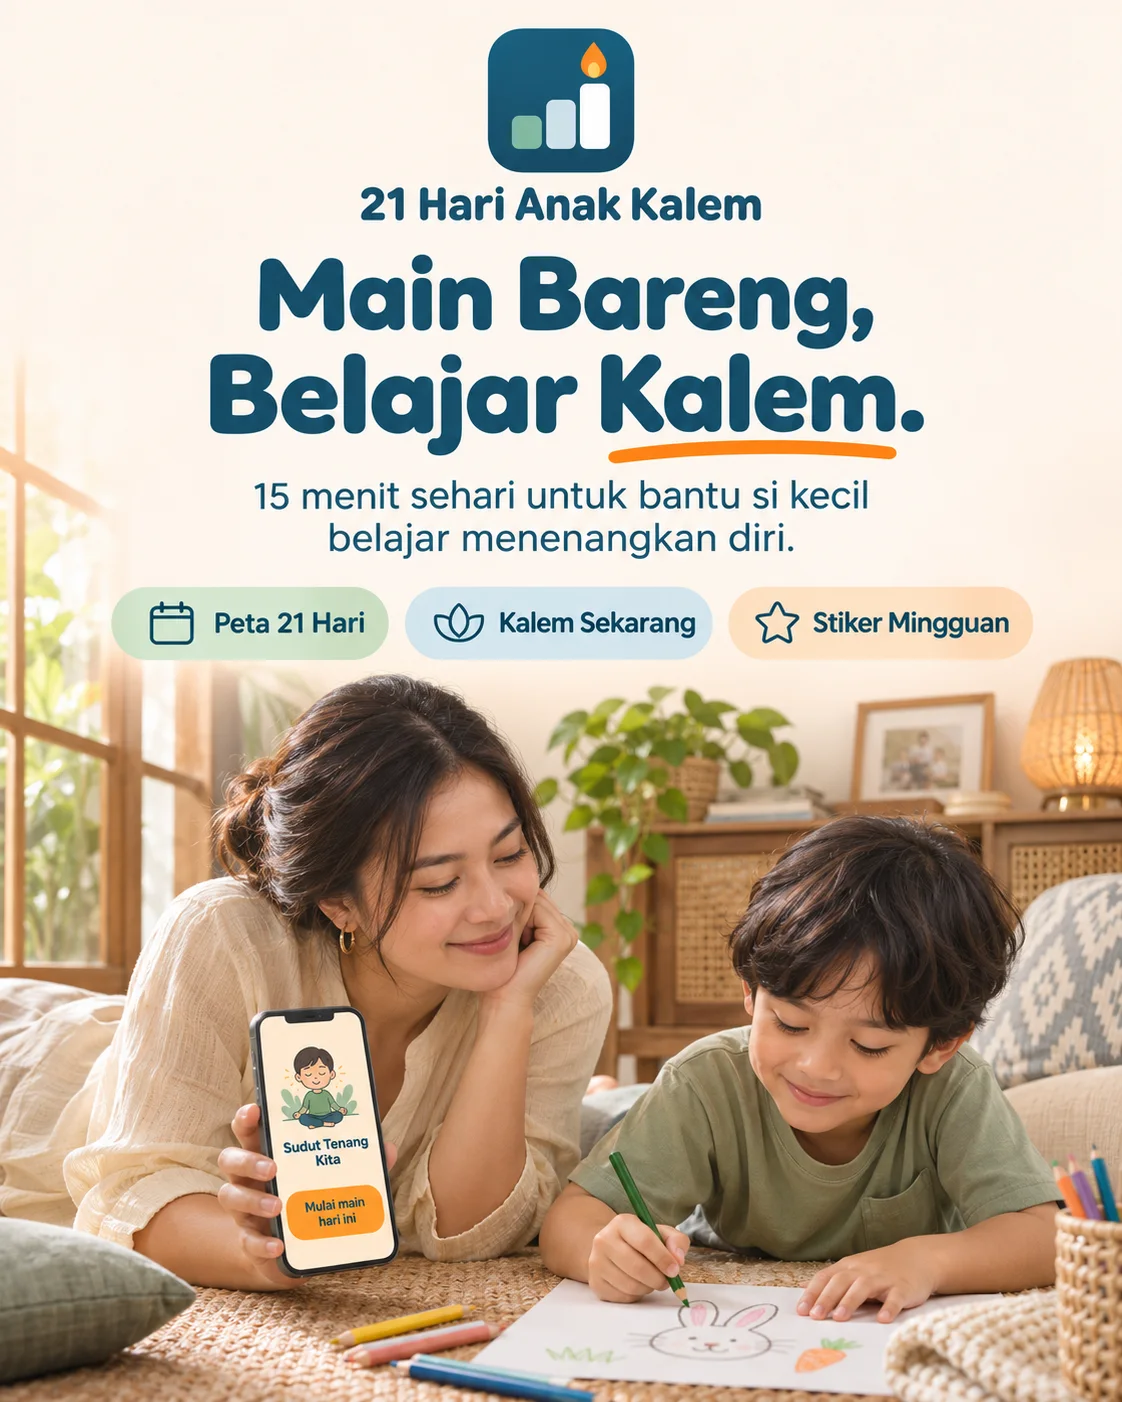 21 Hari Anak Kalem
Main Bareng,
Belajar Kalem.
15 menit sehari untuk bantu si kecil
belajar menenangkan diri.
Peta 21 Hari
Kalem Sekarang
Stiker Mingguan
Sudut Tenang
Kita
Mulai main
hari ini